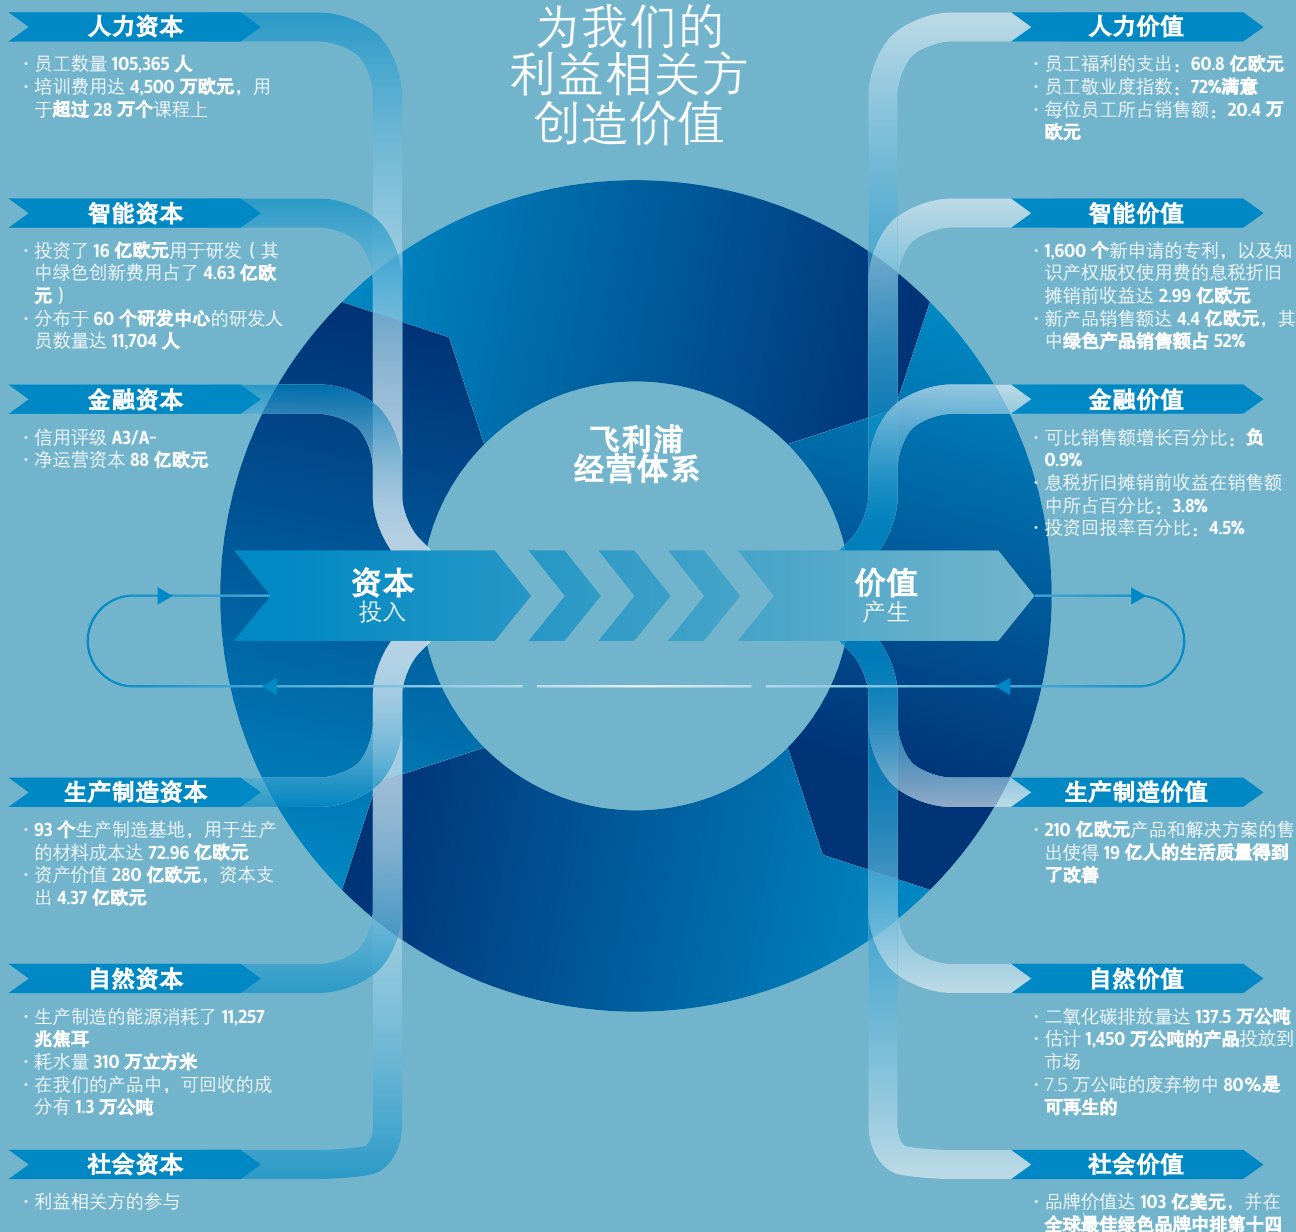 为我们的
利益相关方
创造价值
人力资本
· 员工数量 105,365 人
· 培训费用达 4,500 万欧元，用
于超过 28 万个课程上
智能资本
· 投资了 16 亿欧元用于研发（其
中绿色创新费用占了 4.63 亿欧
元）
· 分布于 60 个研发中心的研发人
员数量达 11,704 人
金融资本
· 信用评级 A3/A-
· 净运营资本 88 亿欧元
飞利浦
经营体系
资本
投入
价值
产生
生产制造资本
· 93 个生产制造基地，用于生产
的材料成本达 72.96 亿欧元
· 资产价值 280 亿欧元，资本支
出 4.37 亿欧元
自然资本
· 生产制造的能源消耗了 11,257
兆焦耳
· 耗水量 310 万立方米
· 在我们的产品中，可回收的成
分有 1.3 万公吨
社会资本
· 利益相关方的参与
人力价值
· 员工福利的支出：60.8 亿欧元
· 员工敬业度指数：72%满意
· 每位员工所占销售额：20.4 万
欧元
智能价值
· 1,600 个新申请的专利，以及知
识产权版权使用费的息税折旧
摊销前收益达 2.99 亿欧元
· 新产品销售额达 4.4 亿欧元，其
中绿色产品销售额占 52%
金融价值
· 可比销售额增长百分比：负
0.9%
· 息税折旧摊销前收益在销售额
中所占百分比：3.8%
· 投资回报率百分比：4.5%
生产制造价值
· 210 亿欧元产品和解决方案的售
出使得 19 亿人的生活质量得到
了改善
自然价值
· 二氧化碳排放量达 137.5 万公吨
· 估计 1,450 万公吨的产品投放到
市场
· 7.5 万公吨的废弃物中 80%是
可再生的
社会价值
· 品牌价值达 103 亿美元，并在
全球最佳绿色品牌中排第十四